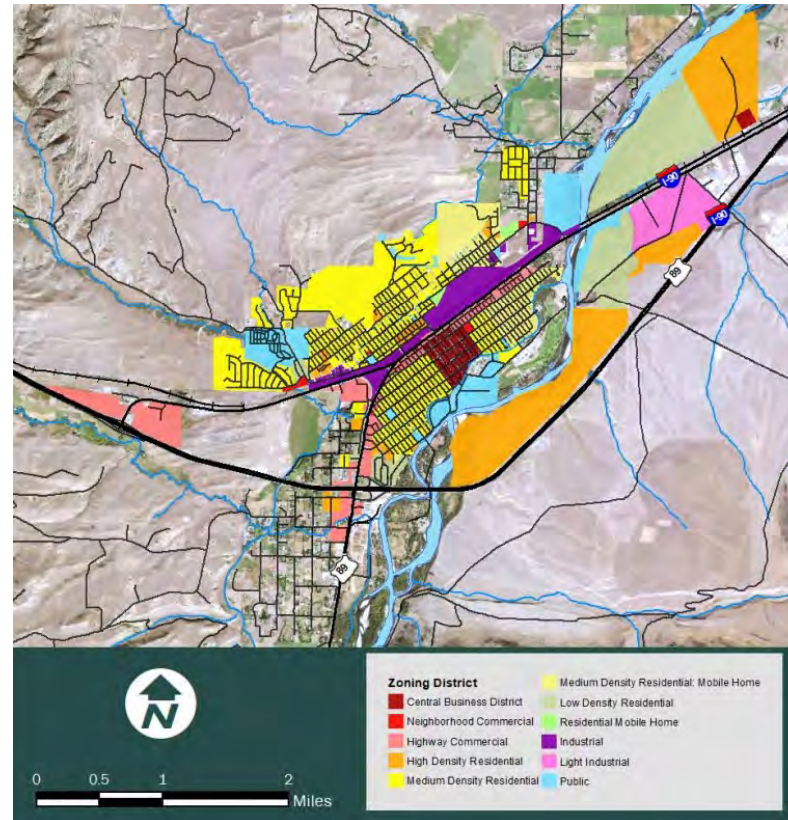 I-90
I-90
89
89
N
0 0.5 1 2
Miles
Zoning District
Central Business District
Neighborhood Commercial
Highway Commercial
High Density Residential
Medium Density Residential
Medium Density Residential: Mobile Home
Low Density Residential
Residential Mobile Home
Industrial
Light Industrial
Public